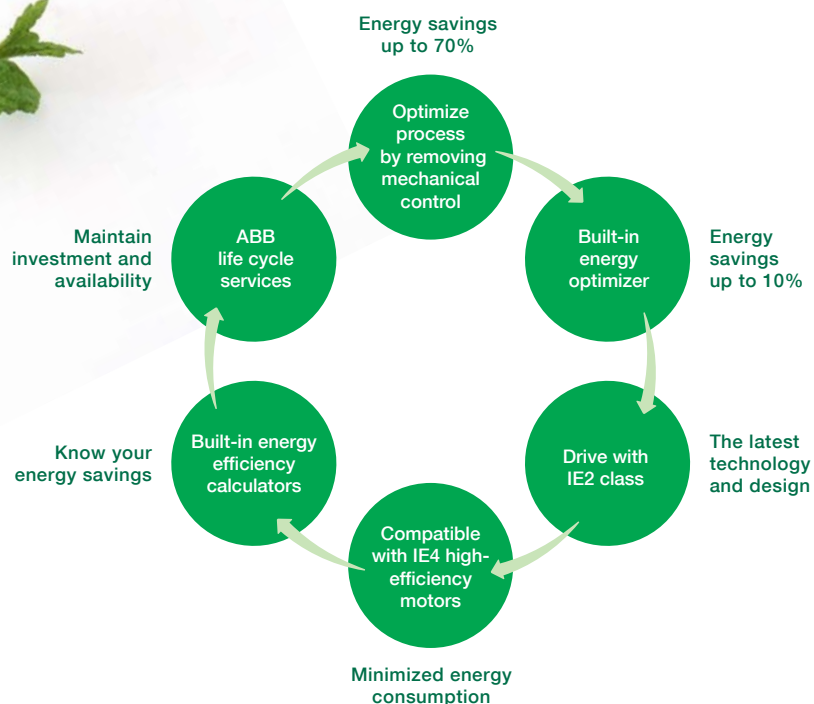 Energy savings
up to 70%
Optimize
process
by removing
mechanical
control
Built-in
energy
optimizer
Energy
savings
up to 10%
Drive with
IE2 class
The latest
technology
and design
Compatible
with IE4 high-
efficiency
motors
Minimized energy
consumption
Built-in energy
efficiency
calculators
Know your
energy savings
ABB
life cycle
services
Maintain
investment and
availability